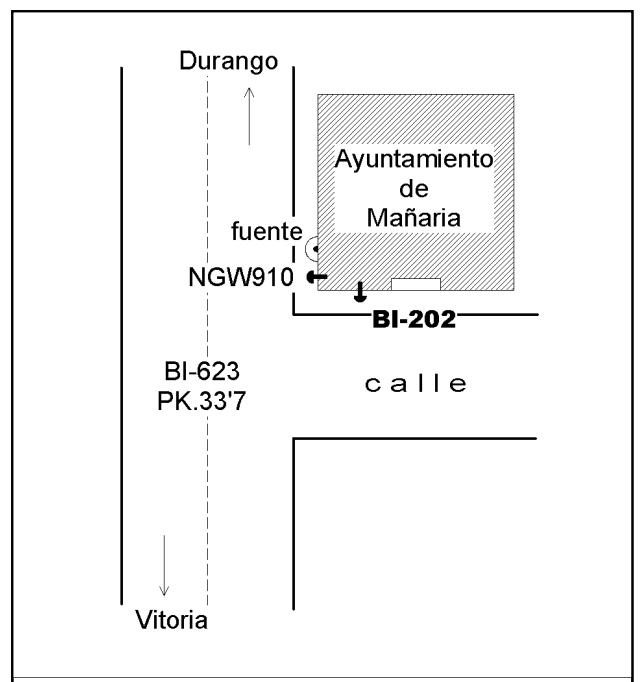 Durango
Ayuntamiento
de
Mañaria
fuente
NGW910
BI-202
BI-623
PK.33'7
calle
Vitoria